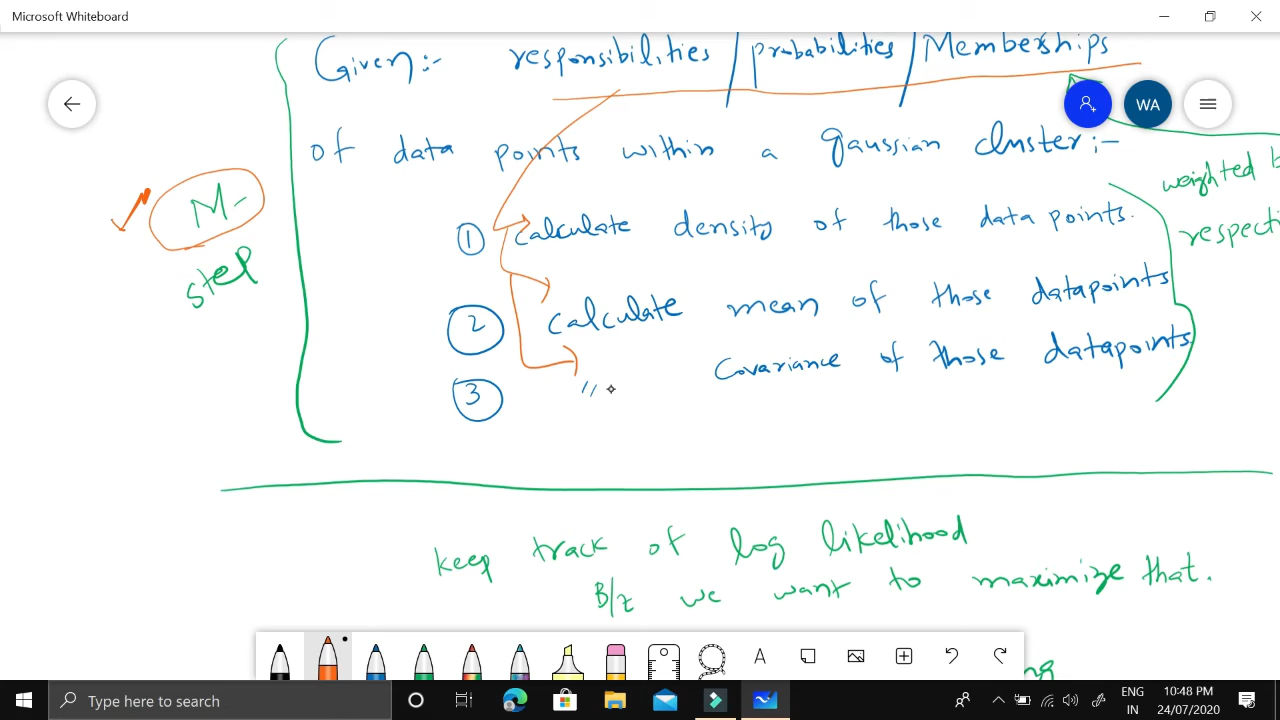 Microsoft Whiteboard
Given:- responsibilities / probabilities / Memberships
WA
of data points within a gaussian cluster:-
weighted b
M-
step
respect
① Calculate density of those data points.
② Calculate mean of those datapoints
③ " Covariance of those datapoints
keep track of log likelihood
B/z we want to maximize that.
A
Type here to search
ENG
IN
10:48 PM
24/07/2020